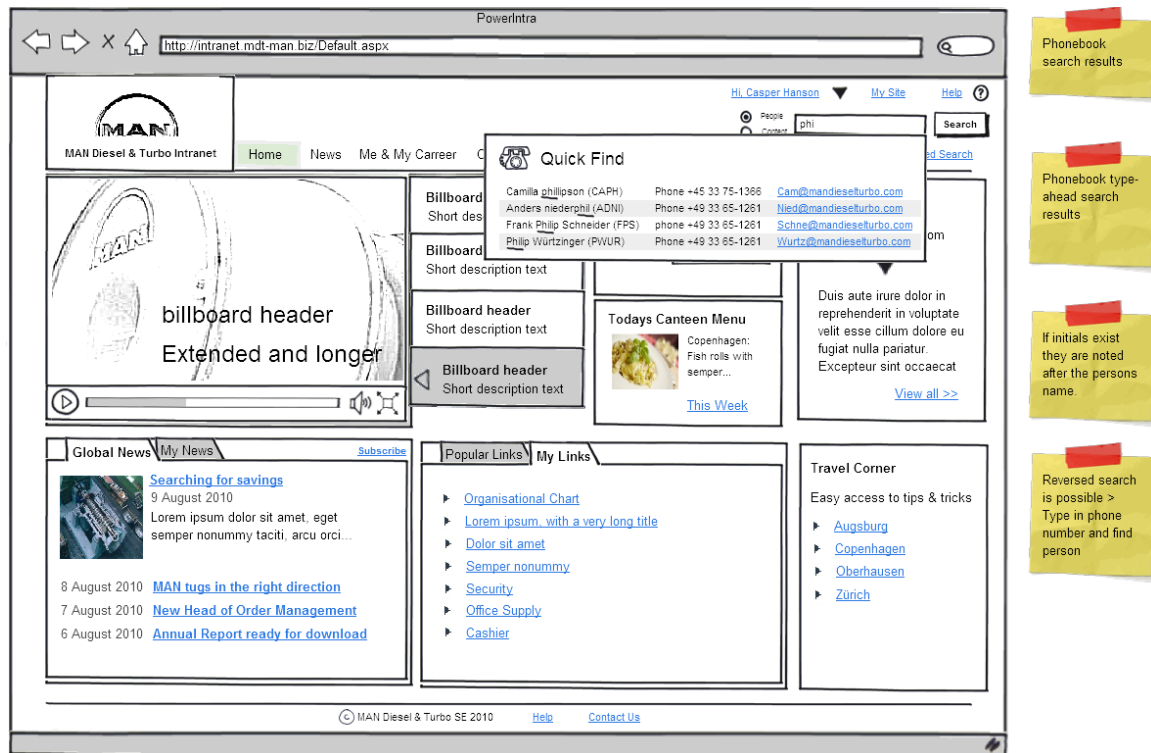 PowerIntra
http://intranet.mdt-man.biz/Default.aspx
Hi, Casper Hanson
My Site
Help
?
People
Content
phi
Search
MAN
MAN Diesel & Turbo Intranet
Home
News
Me & My Carreer
ed Search
Quick Find
Camilla phillipson (CAPH) Phone +45 33 75-1366 Cam@mandieselturbo.com
Anders niederphil (ADNI) Phone +49 33 65-1261 Nied@mandieselturbo.com
Frank Philip Schneider (FPS) phone +49 33 65-1261 Schne@mandieselturbo.com
Philip Würtzinger (PWUR) Phone +49 33 65-1261 Wurtz@mandieselturbo.com
MAN
billboard header
Extended and longer
Billboard
Short des
Billboard
Short description text
Billboard header
Short description text
Billboard header
Short description text
Todays Canteen Menu
Copenhagen:
Fish rolls with
semper...
This Week
om
Duis aute irure dolor in
reprehenderit in voluptate
velit esse cillum dolore eu
fugiat nulla pariatur.
Excepteur sint occaecat
View all >>
Global News
My News
Subscribe
Searching for savings
9 August 2010
Lorem ipsum dolor sit amet, eget
semper nonummy taciti, arcu orci...
8 August 2010 MAN tugs in the right direction
7 August 2010 New Head of Order Management
6 August 2010 Annual Report ready for download
Popular Links
My Links
Organisational Chart
Lorem ipsum, with a very long title
Dolor sit amet
Semper nonummy
Security
Office Supply
Cashier
Travel Corner
Easy access to tips & tricks
Augsburg
Copenhagen
Oberhausen
Zürich
© MAN Diesel & Turbo SE 2010
Help
Contact Us
Phonebook
search results
Phonebook type-
ahead search
results
If initials exist
they are noted
after the persons
name.
Reversed search
is possible >
Type in phone
number and find
person